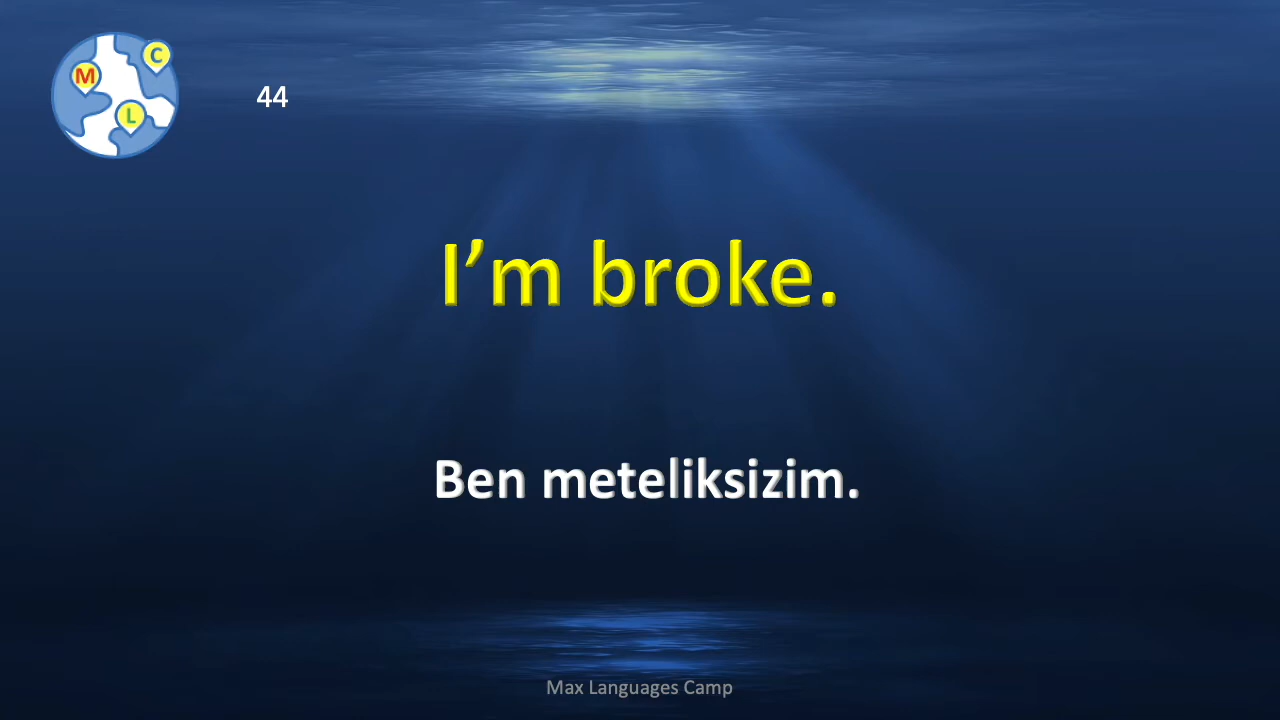 M
C
L
44
I’m broke.
Ben meteliksizim.
Max Languages Camp